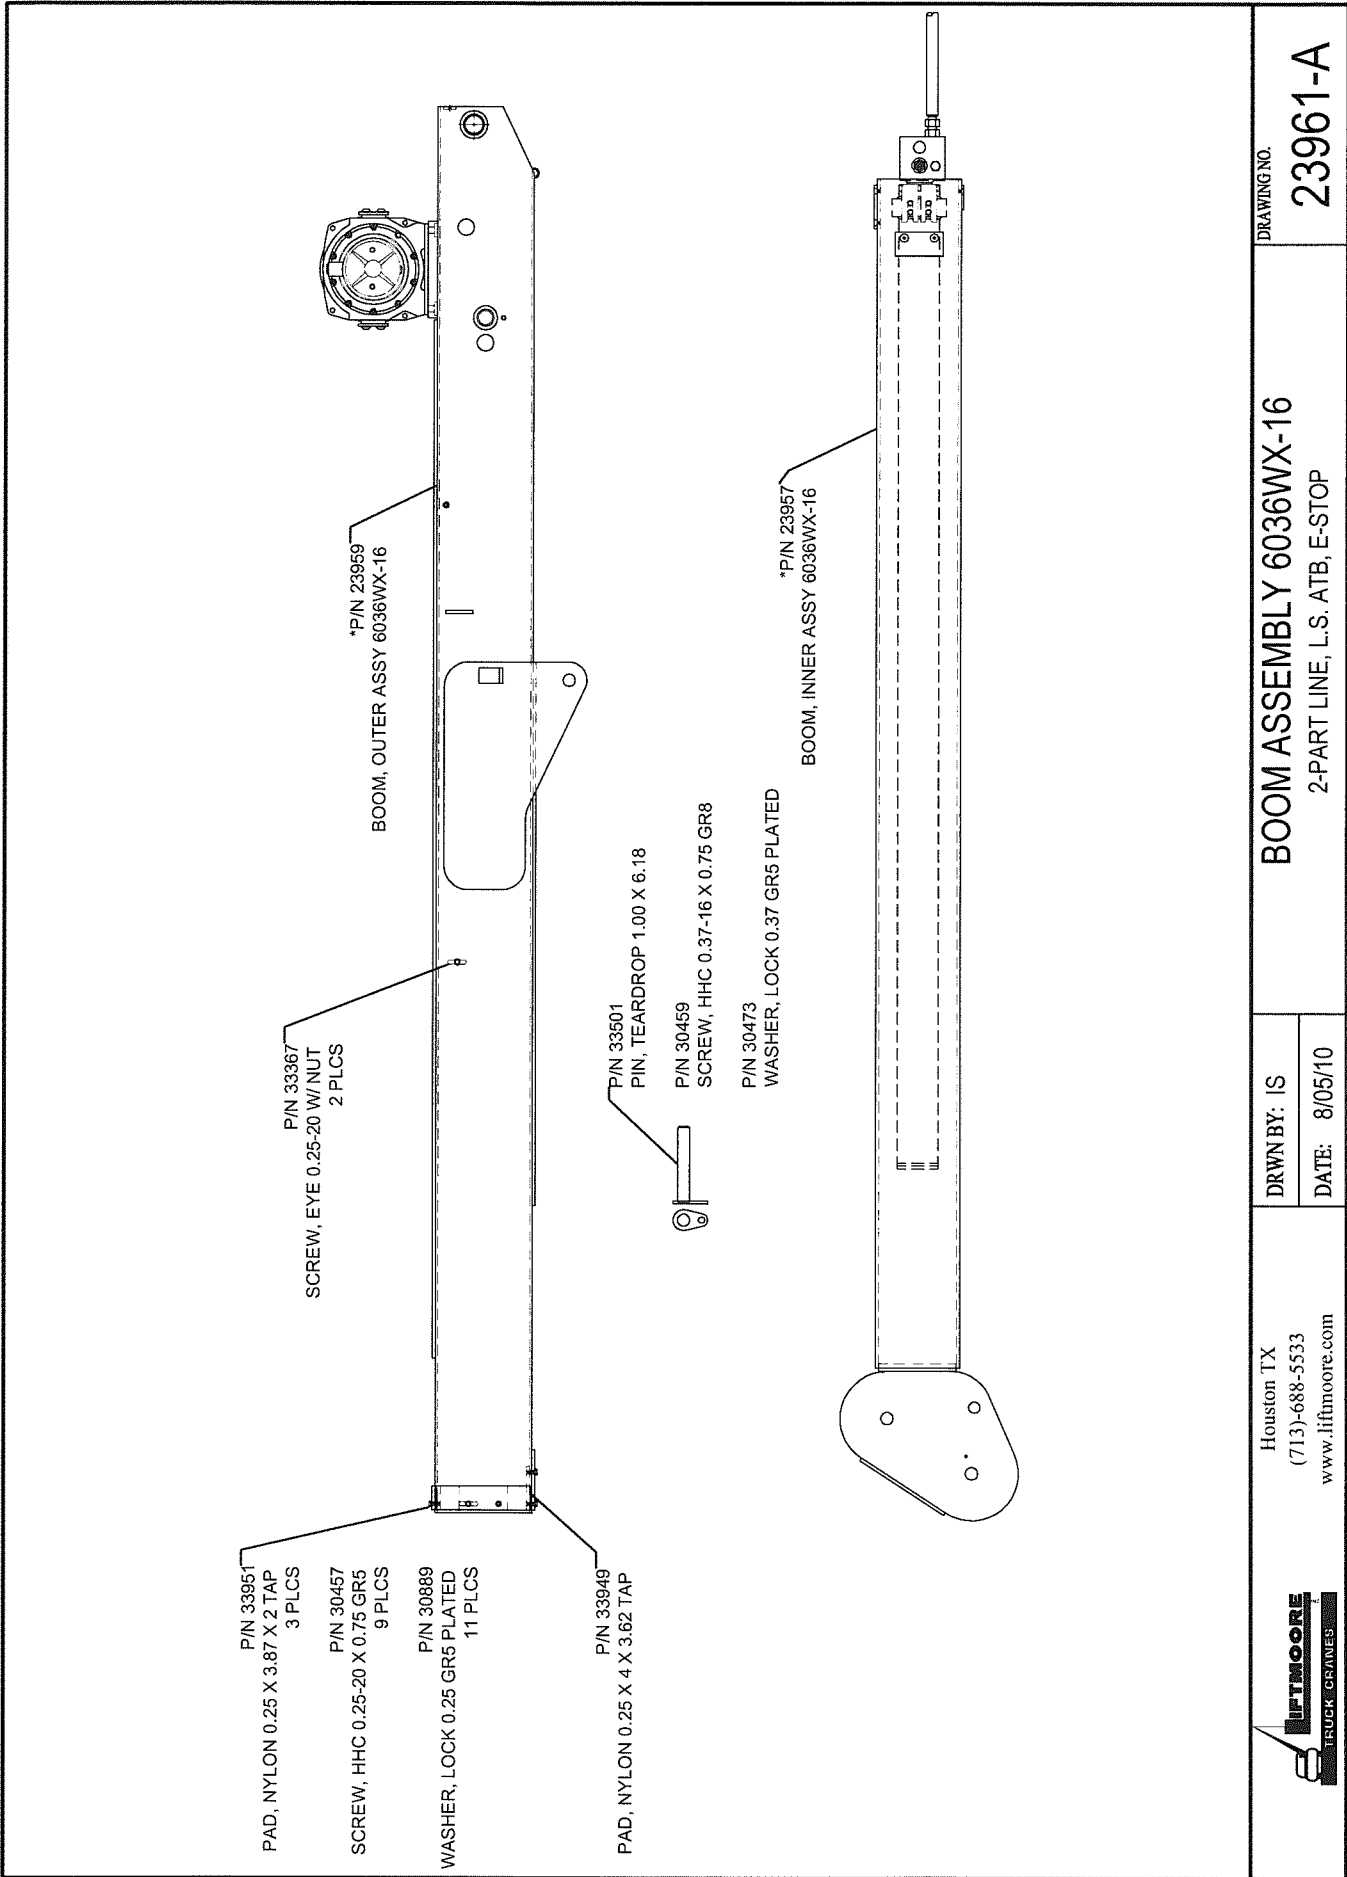 P/N 33951
PAD, NYLON 0.25 X 3.87 X 2 TAP
3 PLCS
P/N 30457
SCREW, HHC 0.25-20 X 0.75 GR5
9 PLCS
P/N 30889
WASHER, LOCK 0.25 GR5 PLATED
11 PLCS
P/N 33949
PAD, NYLON 0.25 X 4 X 3.62 TAP
P/N 33367
SCREW, EYE 0.25-20 W/ NUT
2 PLCS
*P/N 23959
BOOM, OUTER ASSY 6036WX-16
P/N 33501
PIN, TEARDROP 1.00 X 6.18
P/N 30459
SCREW, HHC 0.37-16 X 0.75 GR8
P/N 30473
WASHER, LOCK 0.37 GR5 PLATED
*P/N 23957
BOOM, INNER ASSY 6036WX-16
LIFTMOORE
TRUCK CRANES
Houston TX
(713)-688-5533
www.liftmoore.com
DRWN BY: IS
DATE: 8/05/10
BOOM ASSEMBLY 6036WX-16
2-PART LINE, L.S. ATB, E-STOP
DRAWING NO.
23961-A